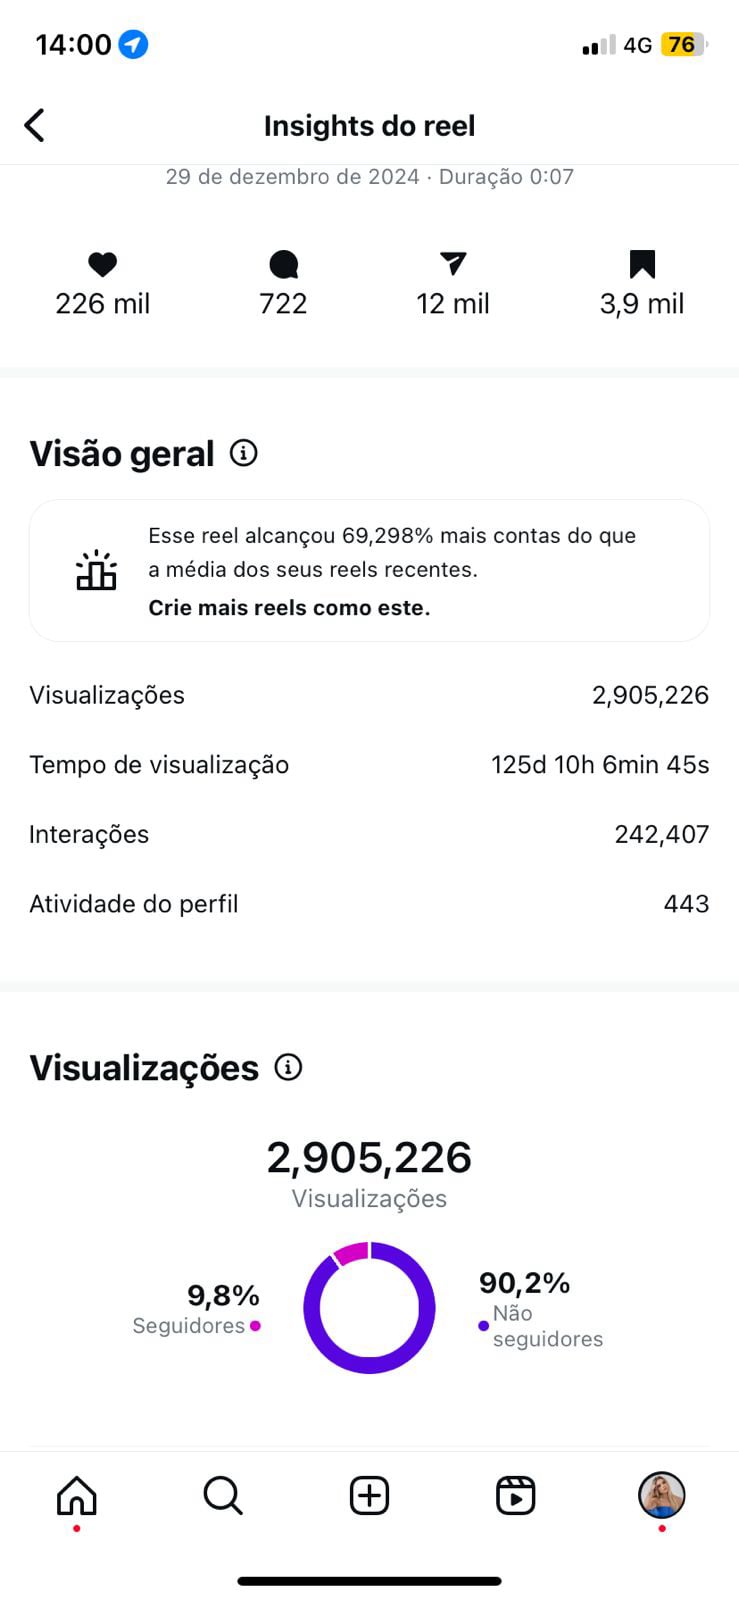 14:00
4G 76
Insights do reel
29 de dezembro de 2024 · Duração 0:07
226 mil 722 12 mil 3,9 mil
Visão geral
Esse reel alcançou 69,298% mais contas do que
a média dos seus reels recentes.
Crie mais reels como este.
Visualizações 2,905,226
Tempo de visualização 125d 10h 6min 45s
Interações 242,407
Atividade do perfil 443
Visualizações
2,905,226
Visualizações
9,8%
Seguidores
90,2%
Não
seguidores